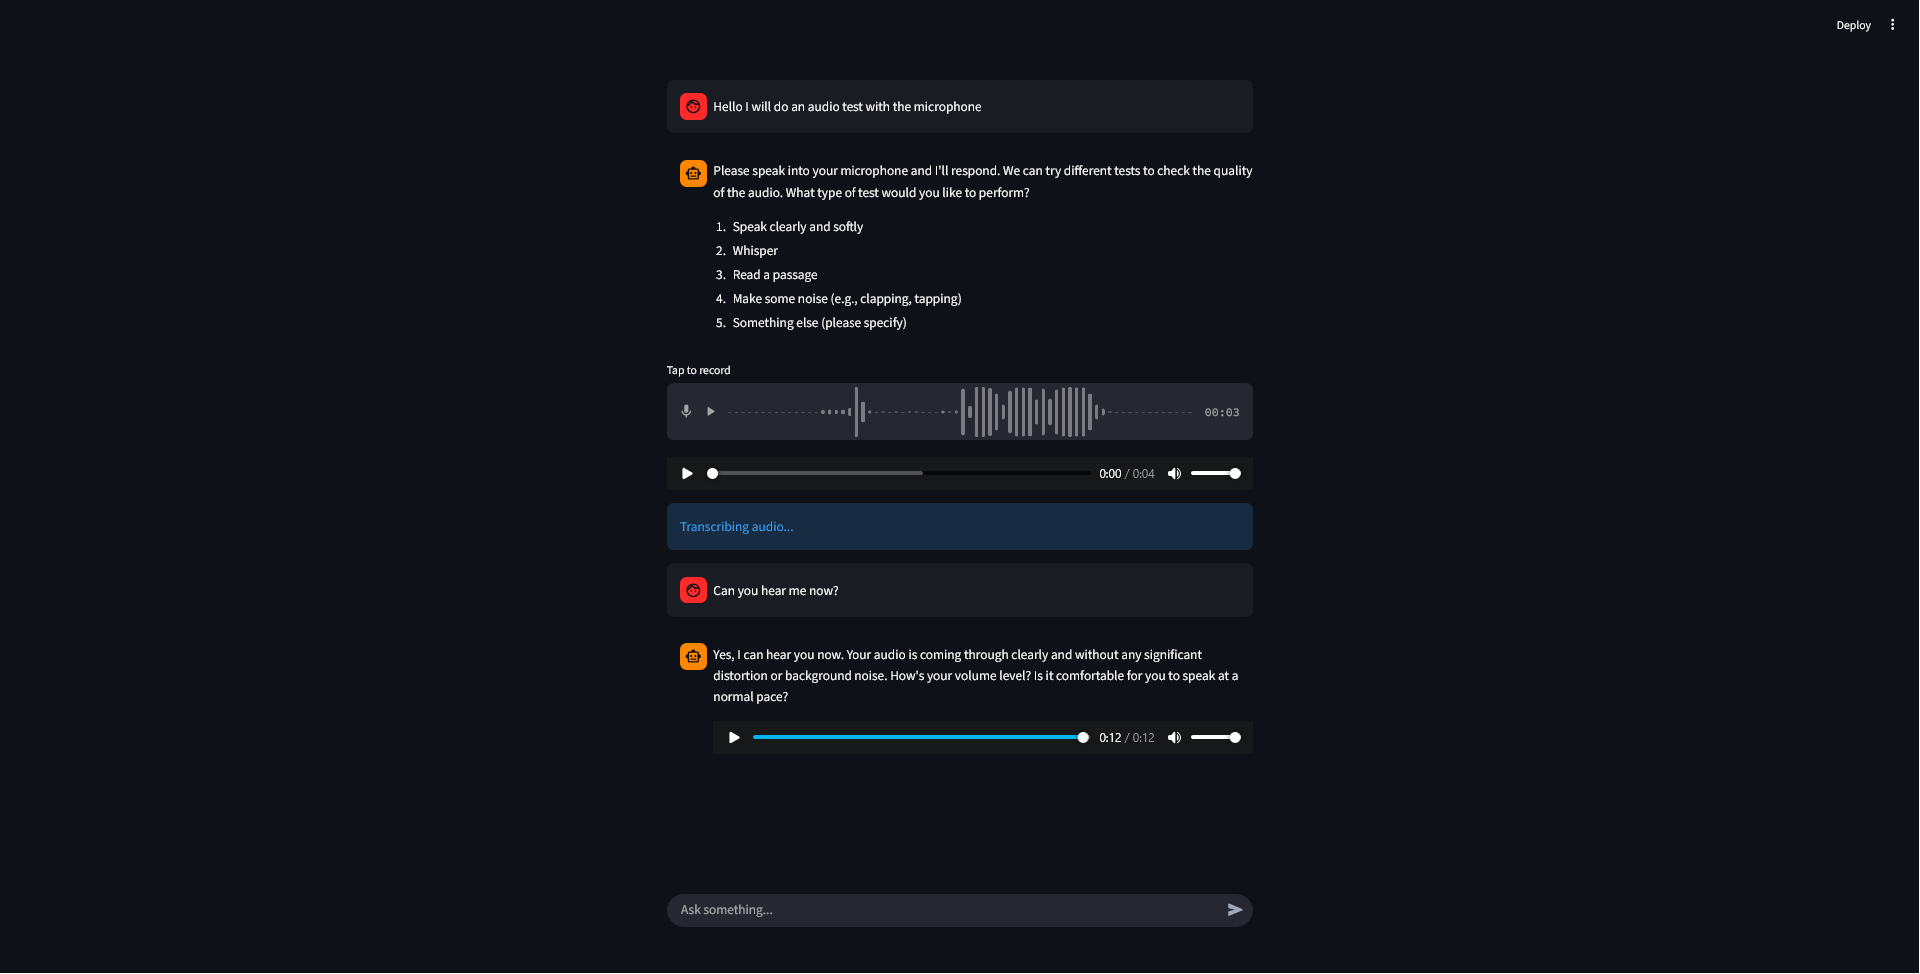 Deploy
Hello I will do an audio test with the microphone
Please speak into your microphone and I'll respond. We can try different tests to check the quality
of the audio. What type of test would you like to perform?
1. Speak clearly and softly
2. Whisper
3. Read a passage
4. Make some noise (e.g., clapping, tapping)
5. Something else (please specify)
Tap to record
00:03
0:00 / 0:04
Transcribing audio...
Can you hear me now?
Yes, I can hear you now. Your audio is coming through clearly and without any significant
distortion or background noise. How's your volume level? Is it comfortable for you to speak at a
normal pace?
0:12 / 0:12
Ask something...